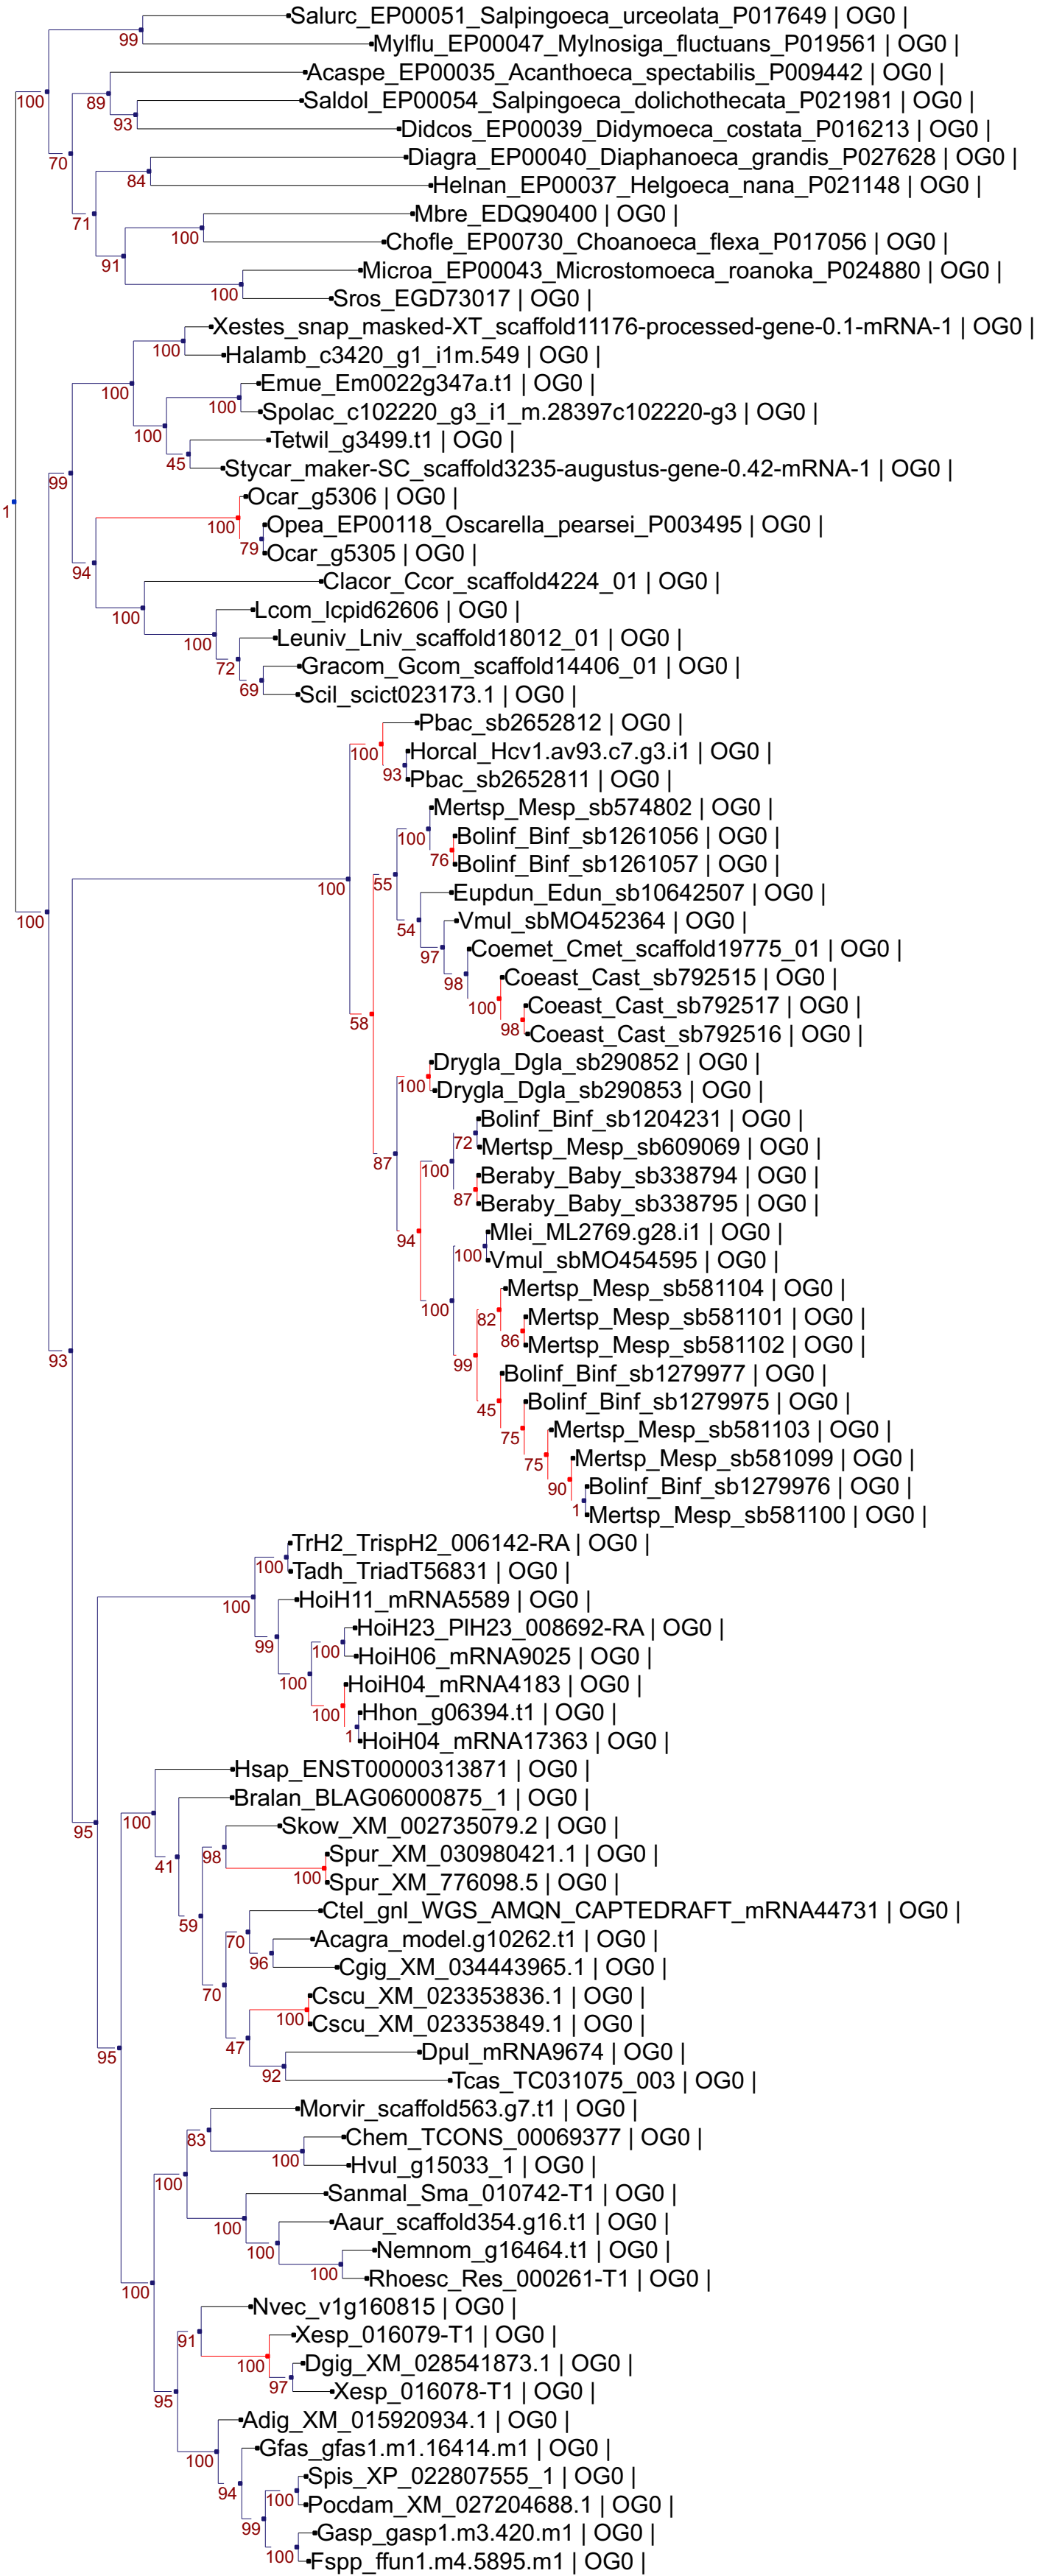 Salurc_EP00051_Salpingoeca_urceolata_P017649 | OG0 |
99
Mylflu_EP00047_Mylnosiga_fluctuans_P019561 | OG0 |
Acaspe_EP00035_Acanthoeca_spectabilis_P009442 | OG0 |
100
89
Saldol_EP00054_Salpingoeca_dolichothecata_P021981 | OG0 |
93
Didcos_EP00039_Didymoeca_costata_P016213 | OG0 |
70
Diagra_EP00040_Diaphanoeca_grandis_P027628 | OG0 |
84
Helnan_EP00037_Helgoeca_nana_P021148 | OG0 |
71
Mbre_EDQ90400 | OG0 |
100
Chofle_EP00730_Choanoeca_flexa_P017056 | OG0 |
91
Microa_EP00043_Microstomoeca_roanoka_P024880 | OG0 |
100
Sros_EGD73017 | OG0 |
Xestes_snap_masked-XT_scaffold11176-processed-gene-0.1-mRNA-1 | OG0 |
100
Halamb_c3420_g1_i1m.549 | OG0 |
100
Emue_Em0022g347a.t1 | OG0 |
100
Spolac_c102220_g3_i1_m.28397c102220-g3 | OG0 |
100
Tetwil_g3499.t1 | OG0 |
45
Stycar_maker-SC_scaffold3235-augustus-gene-0.42-mRNA-1 | OG0 |
99
Ocar_g5306 | OG0 |
1
100
Opea_EP00118_Oscarella_pearsei_P003495 | OG0 |
79
Ocar_g5305 | OG0 |
94
Clacor_Ccor_scaffold4224_01 | OG0 |
100
Lcom_lcpid62606 | OG0 |
100
Leuniv_Lniv_scaffold18012_01 | OG0 |
72
Gracom_Gcom_scaffold14406_01 | OG0 |
69
Scil_scict023173.1 | OG0 |
Pbac_sb2652812 | OG0 |
100
Horcal_Hcv1.av93.c7.g3.i1 | OG0 |
93
Pbac_sb2652811 | OG0 |
Mertsp_Mesp_sb574802 | OG0 |
100
Bolinf_Binf_sb1261056 | OG0 |
76
Bolinf_Binf_sb1261057 | OG0 |
100
55
Eupdun_Edun_sb10642507 | OG0 |
100
Vmul_sbMO452364 | OG0 |
54
Coemet_Cmet_scaffold19775_01 | OG0 |
97
Coeast_Cast_sb792515 | OG0 |
98
100
Coeast_Cast_sb792517 | OG0 |
58
98
Coeast_Cast_sb792516 | OG0 |
Drygla_Dgla_sb290852 | OG0 |
100
Drygla_Dgla_sb290853 | OG0 |
Bolinf_Binf_sb1204231 | OG0 |
72
Mertsp_Mesp_sb609069 | OG0 |
87
100
Beraby_Baby_sb338794 | OG0 |
87
Beraby_Baby_sb338795 | OG0 |
94
Mlei_ML2769.g28.i1 | OG0 |
100
Vmul_sbMO454595 | OG0 |
Mertsp_Mesp_sb581104 | OG0 |
100
82
Mertsp_Mesp_sb581101 | OG0 |
86
Mertsp_Mesp_sb581102 | OG0 |
93
99
Bolinf_Binf_sb1279977 | OG0 |
45
Bolinf_Binf_sb1279975 | OG0 |
75
Mertsp_Mesp_sb581103 | OG0 |
75
Mertsp_Mesp_sb581099 | OG0 |
90
Bolinf_Binf_sb1279976 | OG0 |
1
Mertsp_Mesp_sb581100 | OG0 |
TrH2_TrispH2_006142-RA | OG0 |
100
Tadh_TriadT56831 | OG0 |
100
HoiH11_mRNA5589 | OG0 |
HoiH23_PlH23_008692-RA | OG0 |
99
100
HoiH06_mRNA9025 | OG0 |
100
HoiH04_mRNA4183 | OG0 |
100
Hhon_g06394.t1 | OG0 |
1
HoiH04_mRNA17363 | OG0 |
Hsap_ENST00000313871 | OG0 |
Bralan_BLAG06000875_1 | OG0 |
100
95
Skow_XM_002735079.2 | OG0 |
98
41
Spur_XM_030980421.1 | OG0 |
100
Spur_XM_776098.5 | OG0 |
Ctel_gnl_WGS_AMQN_CAPTEDRAFT_mRNA44731 | OG0 |
59
70
Acagra_model.g10262.t1 | OG0 |
96
Cgig_XM_034443965.1 | OG0 |
70
Cscu_XM_023353836.1 | OG0 |
100
Cscu_XM_023353849.1 | OG0 |
47
95
Dpul_mRNA9674 | OG0 |
92
Tcas_TC031075_003 | OG0 |
Morvir_scaffold563.g7.t1 | OG0 |
83
Chem_TCONS_00069377 | OG0 |
100
Hvul_g15033_1 | OG0 |
100
Sanmal_Sma_010742-T1 | OG0 |
100
Aaur_scaffold354.g16.t1 | OG0 |
100
Nemnom_g16464.t1 | OG0 |
100
Rhoesc_Res_000261-T1 | OG0 |
100
Nvec_v1g160815 | OG0 |
91
Xesp_016079-T1 | OG0 |
100
Dgig_XM_028541873.1 | OG0 |
97
Xesp_016078-T1 | OG0 |
95
Adig_XM_015920934.1 | OG0 |
100
Gfas_gfas1.m1.16414.m1 | OG0 |
Spis_XP_022807555_1 | OG0 |
94
100
Pocdam_XM_027204688.1 | OG0 |
99
Gasp_gasp1.m3.420.m1 | OG0 |
100
Fspp_ffun1.m4.5895.m1 | OG0 |